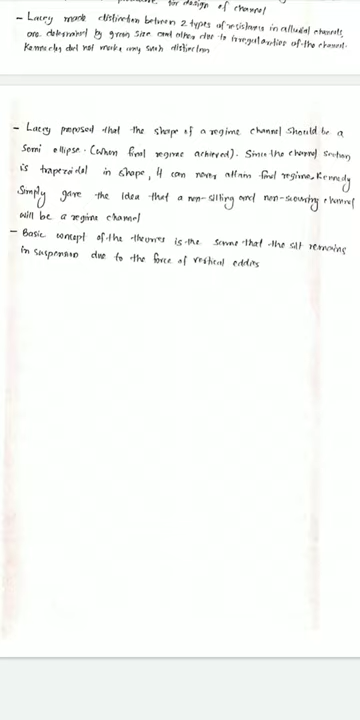 for design of channel
- Lacey made distinction between 2 types of resistances in alluvial channels,
one determined by grain size and other due to irregularities of the channel.
Kennedy did not make any such distinction
- Lacey proposed that the shape of a regime channel should be a
semi ellipse. (when final regime achieved). Since the channel section
is trapezoidal in shape, it can never attain final regime. Kennedy
Simply gave the idea that a non-silting and non-scouring channel
will be a regime channel
- Basic concept of the theories is the same that the silt remains
in suspension due to the force of vertical eddies